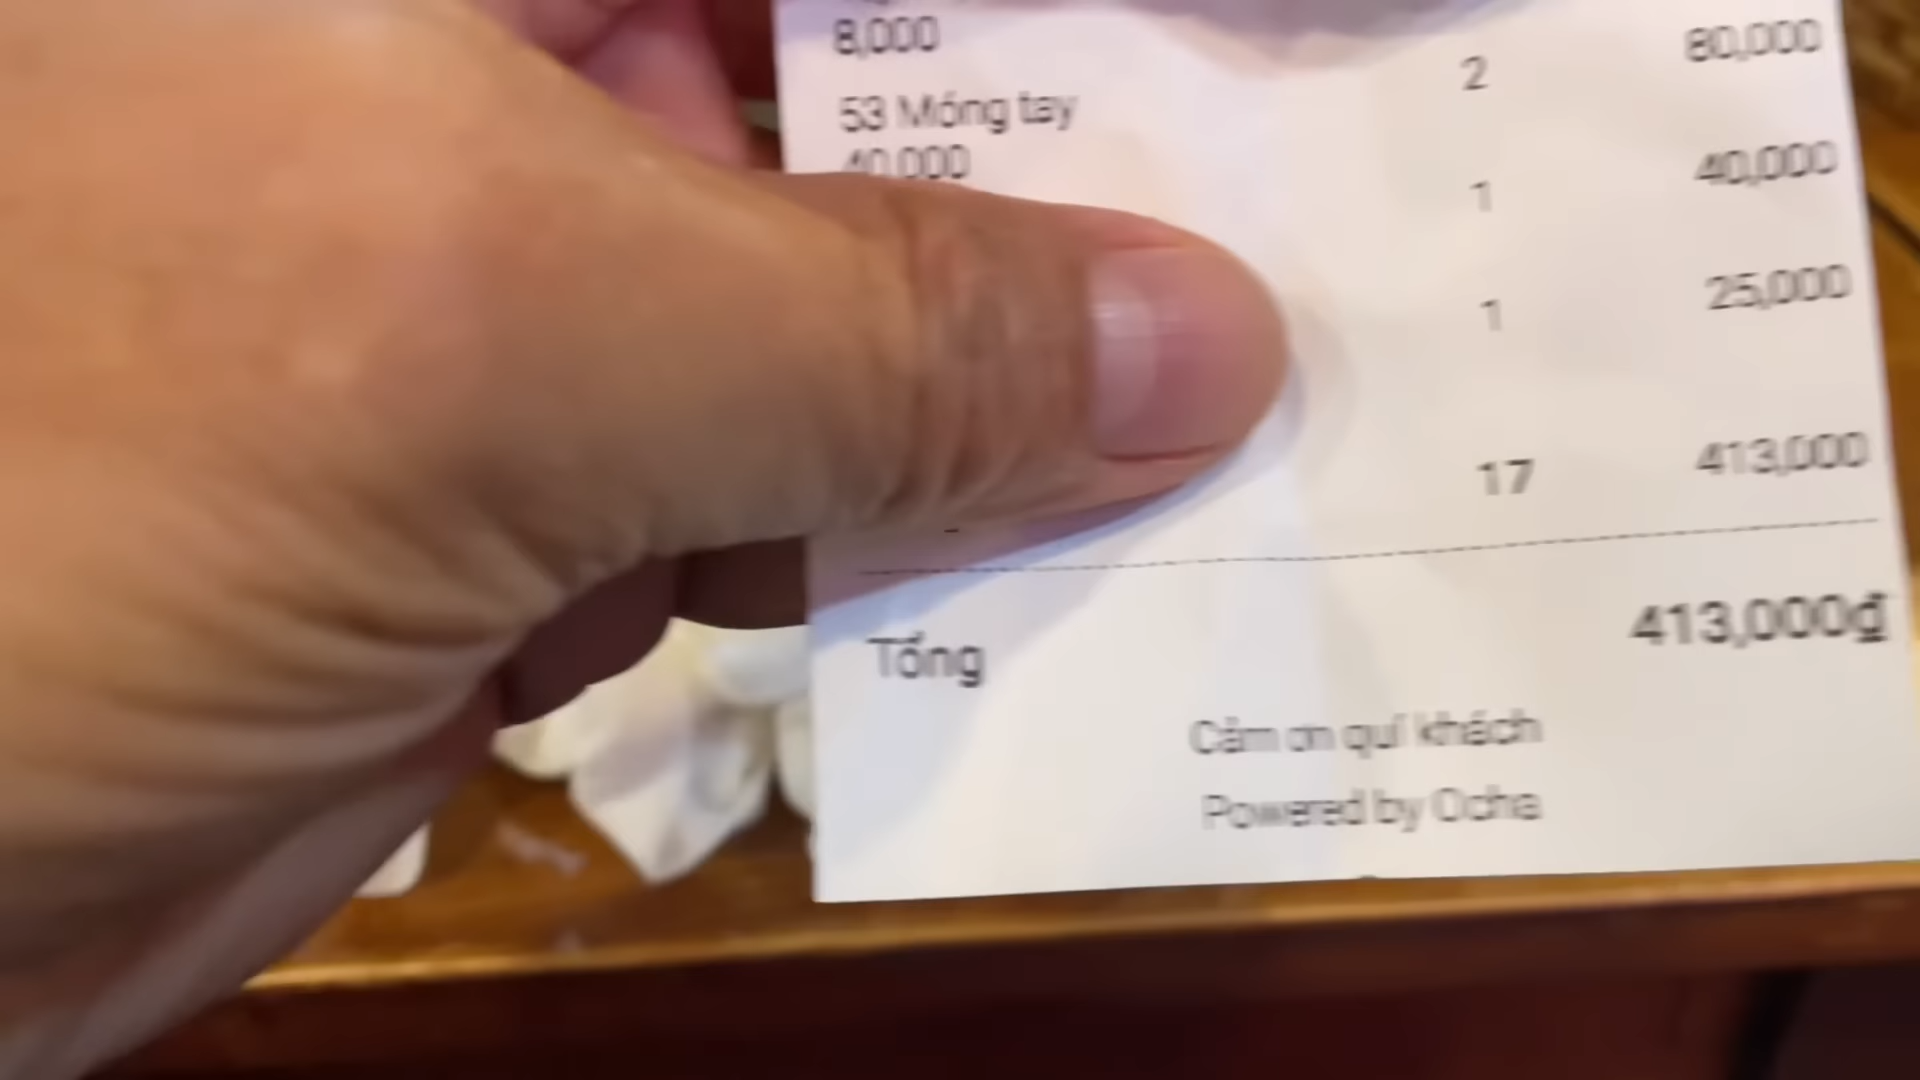 8,000
2 80,000
53 Móng tay
40,000
1 40,000
1 25,000
17 413,000
Tổng 413,000₫
Cảm ơn quí khách
Powered by Ocha